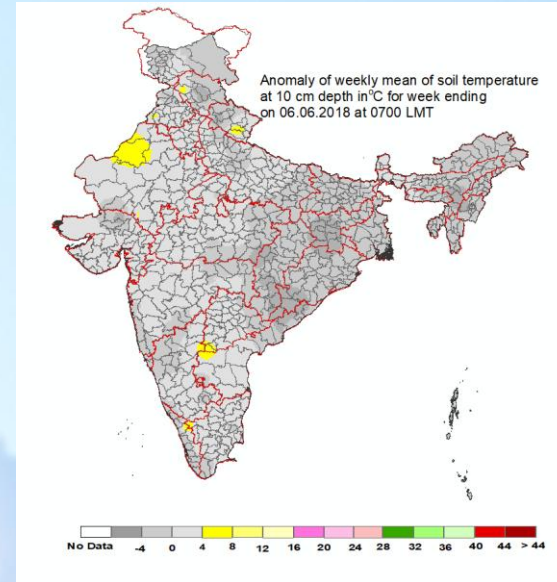 Anomaly of weekly mean of soil temperature
at 10 cm depth in°C for week ending
on 06.06.2018 at 0700 LMT
No Data -4 0 4 8 12 16 20 24 28 32 36 40 44 > 44